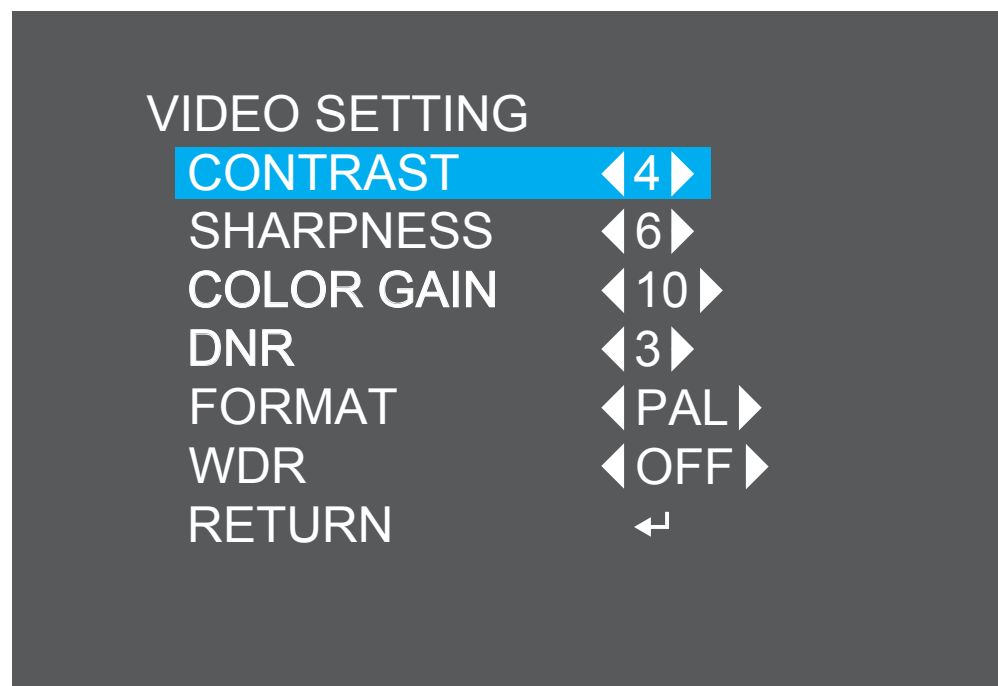 VIDEO SETTING
CONTRAST 4
SHARPNESS 6
COLOR GAIN 10
DNR 3
FORMAT PAL
WDR OFF
RETURN